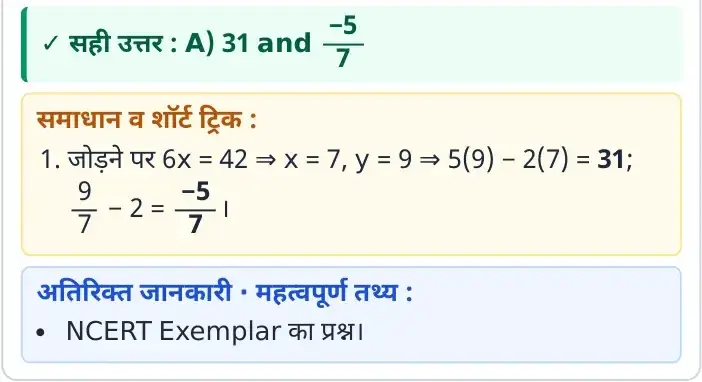 ✓ सही उत्तर : A) 31 and −5/7
समाधान व शॉर्ट ट्रिक :
1. जोड़ने पर 6x = 42 ⇒ x = 7, y = 9 ⇒ 5(9) − 2(7) = 31;
9/7 − 2 = −5/7 ।
अतिरिक्त जानकारी · महत्वपूर्ण तथ्य :
• NCERT Exemplar का प्रश्न।